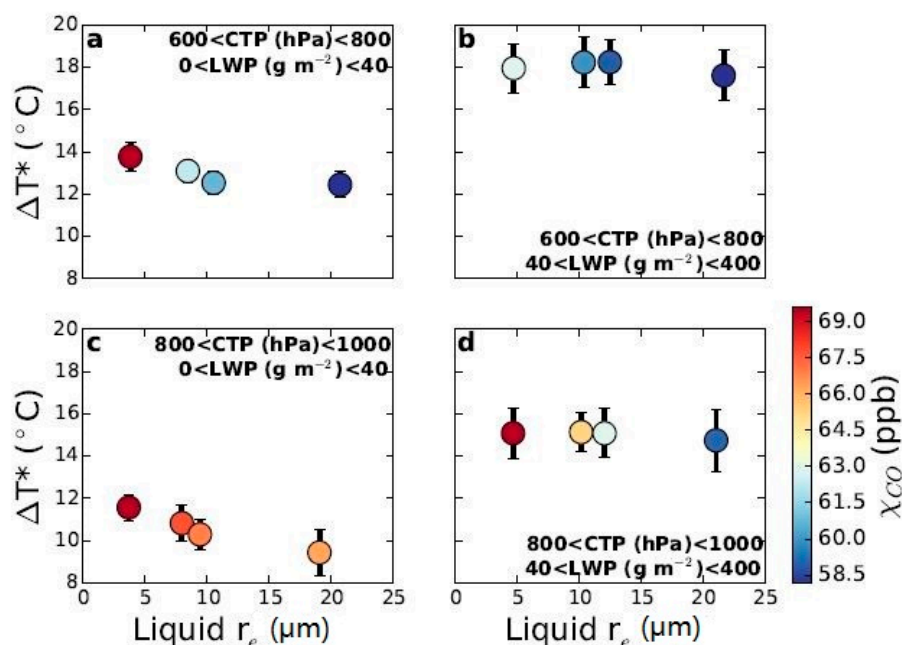 a
600<CTP (hPa)<800
0<LWP (g m⁻²)<40
b
600<CTP (hPa)<800
40<LWP (g m⁻²)<400
20
18
16
14
12
10
8
ΔT* (°C)
c
800<CTP (hPa)<1000
0<LWP (g m⁻²)<40
d
800<CTP (hPa)<1000
40<LWP (g m⁻²)<400
20
18
16
14
12
10
8
ΔT* (°C)
0 5 10 15 20 25
0 5 10 15 20 25
Liquid rₑ (μm)
Liquid rₑ (μm)
69.0
67.5
66.0
64.5
63.0
61.5
60.0
58.5
χCO (ppb)